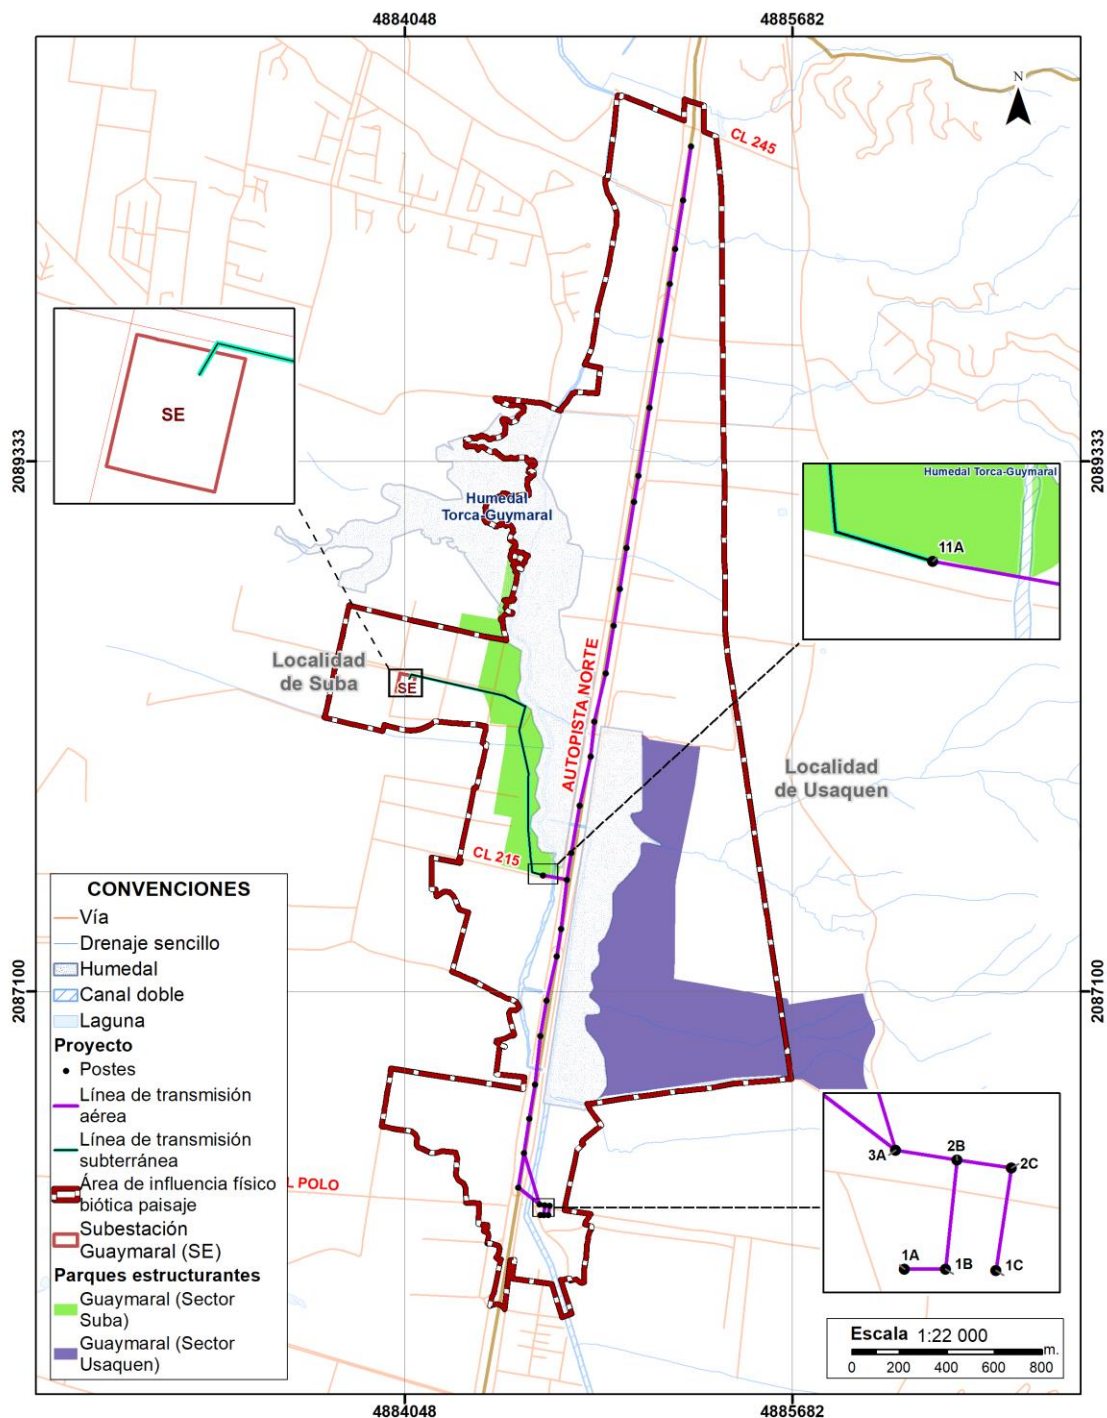 4884048
4885682
N
CL 245
SE
2089333
2089333
Humedal
Torca-Guymaral
Humedal Torca-Guymaral
11A
Localidad
de Suba
SE
AUTOPISTA NORTE
Localidad
de Usaquen
CL 215
2087100
2087100
CONVENCIONES
Vía
Drenaje sencillo
Humedal
Canal doble
Laguna
Proyecto
Postes
Línea de transmisión
aérea
Línea de transmisión
subterránea
Área de influencia físico
biótica paisaje
Subestación
Guaymaral (SE)
Parques estructurantes
Guaymaral (Sector
Suba)
Guaymaral (Sector
Usaquen)
L POLO
3A
2B
2C
1A
1B
1C
Escala 1:22 000
m.
0 200 400 600 800
4884048
4885682